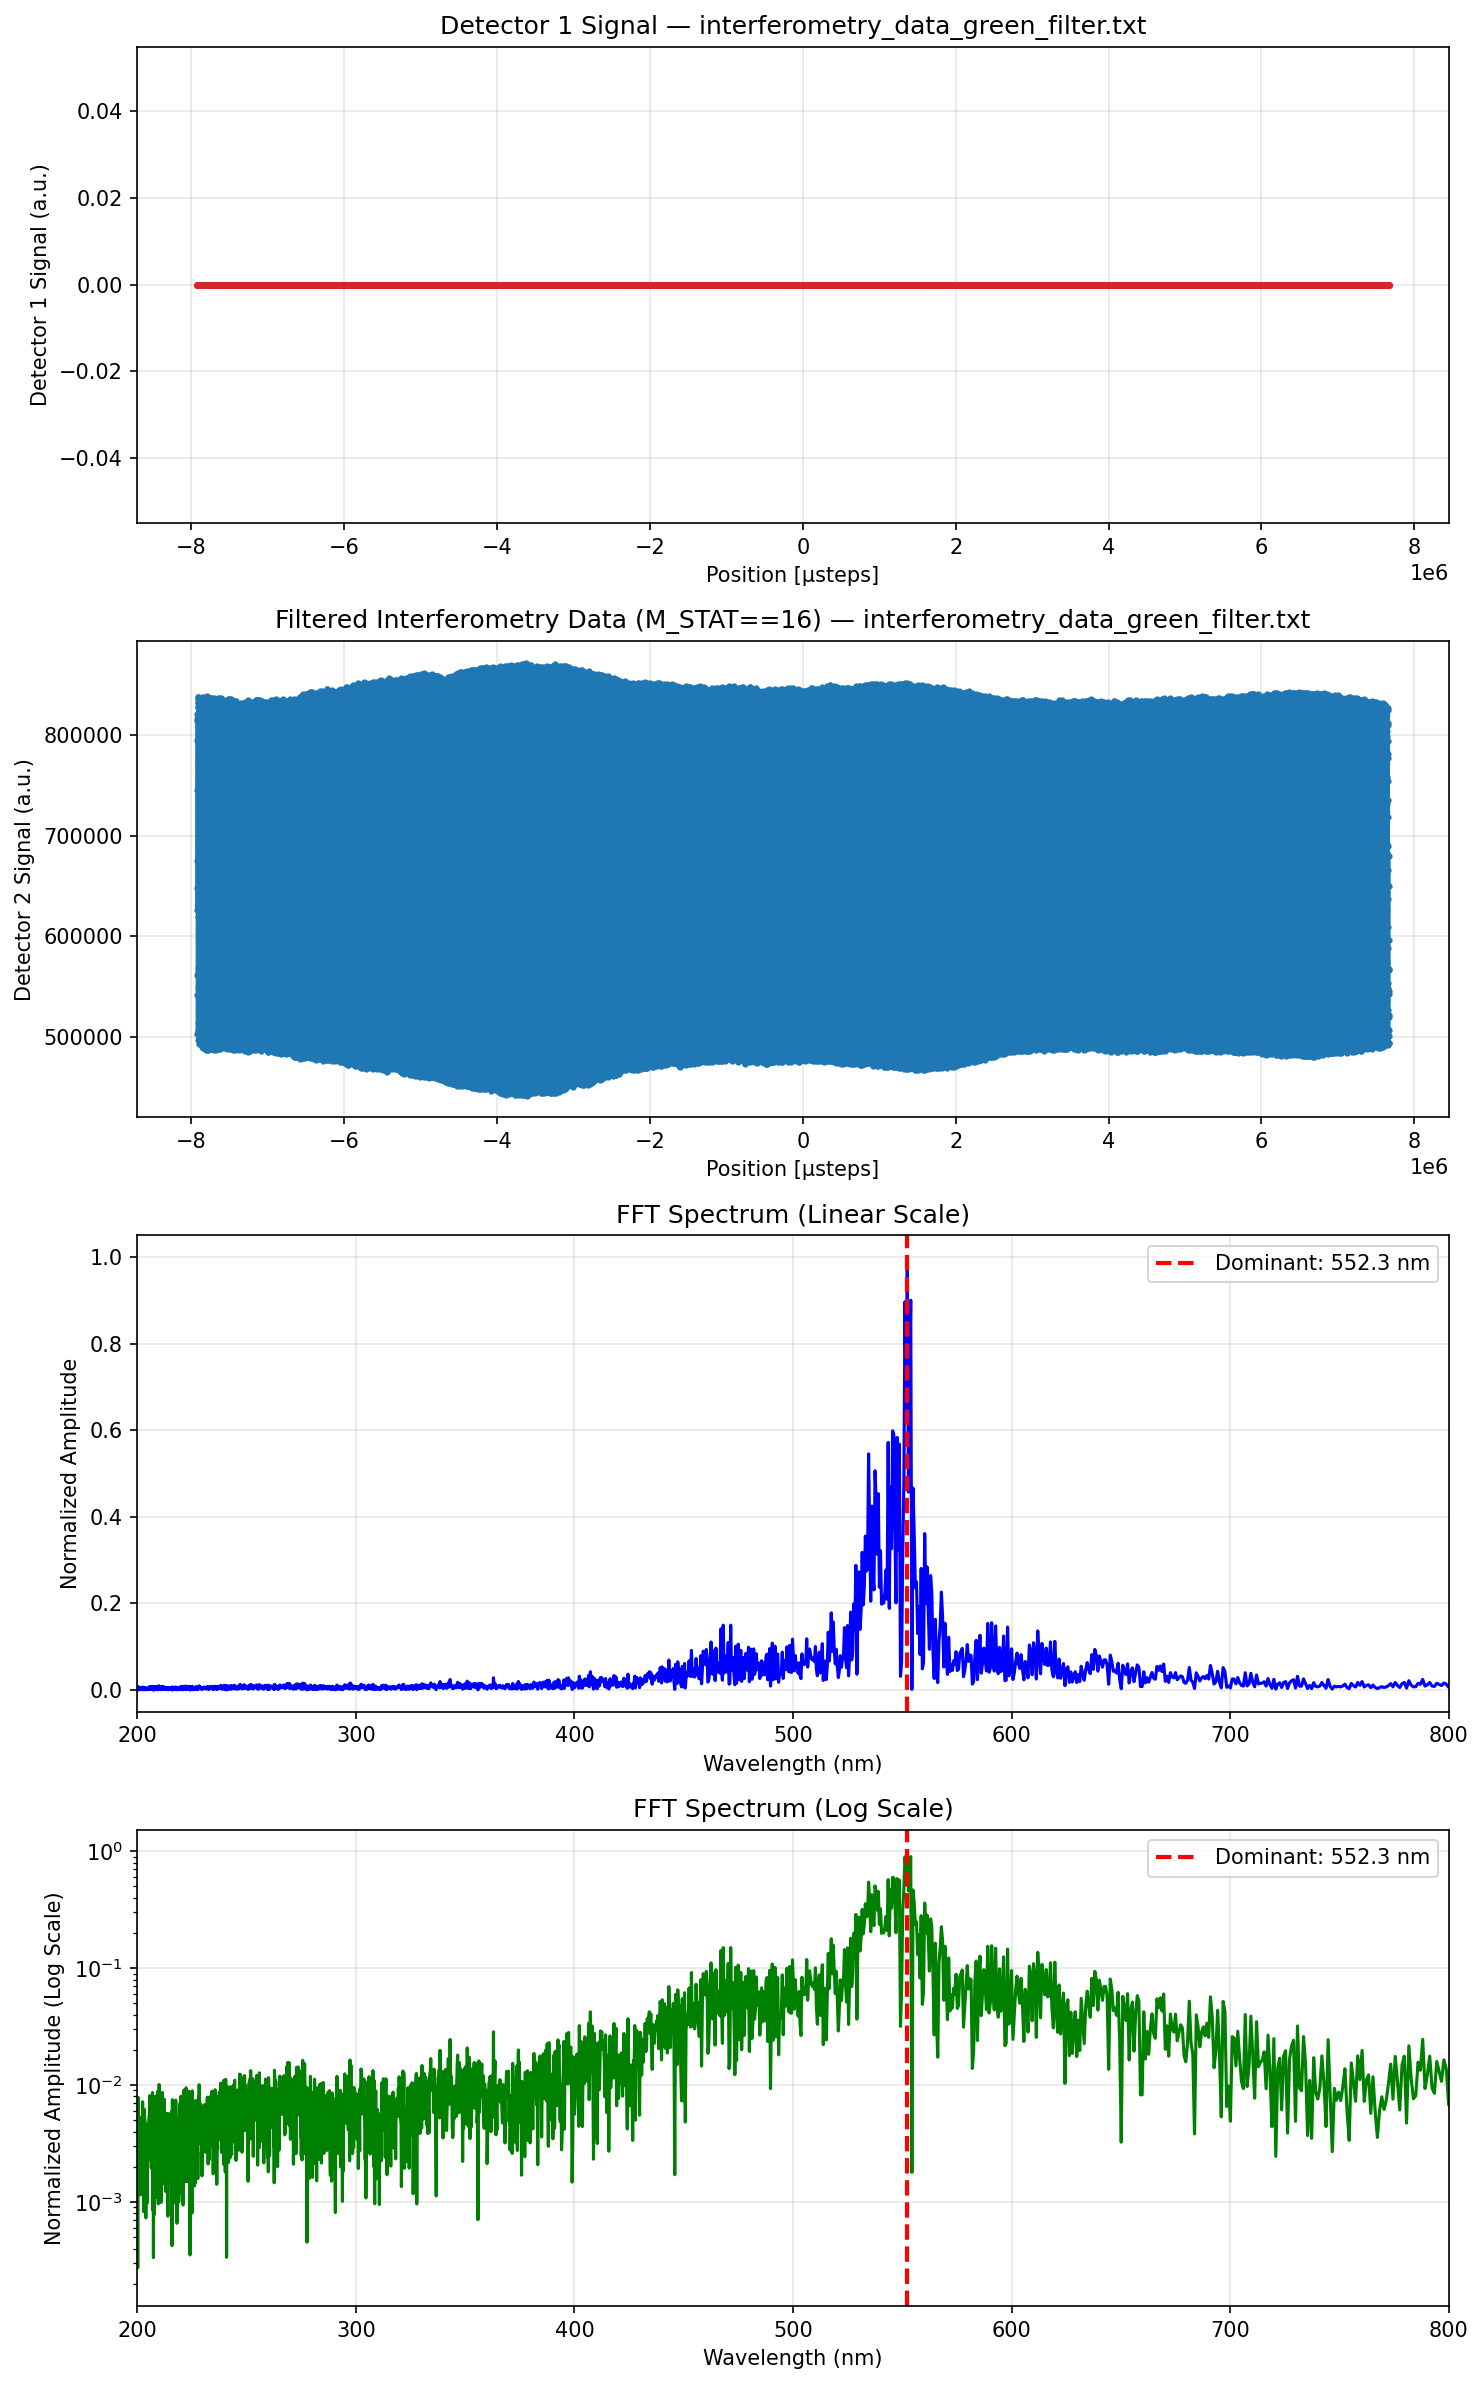 Detector 1 Signal — interferometry_data_green_filter.txt
Detector 1 Signal (a.u.)
0.04
0.02
0.00
−0.02
−0.04
−8 −6 −4 −2 0 2 4 6 8
1e6
Position [µsteps]
Filtered Interferometry Data (M_STAT==16) — interferometry_data_green_filter.txt
Detector 2 Signal (a.u.)
800000
700000
600000
500000
−8 −6 −4 −2 0 2 4 6 8
1e6
Position [µsteps]
FFT Spectrum (Linear Scale)
Normalized Amplitude
1.0
0.8
0.6
0.4
0.2
0.0
Dominant: 552.3 nm
200 300 400 500 600 700 800
Wavelength (nm)
FFT Spectrum (Log Scale)
Normalized Amplitude (Log Scale)
10⁰
10⁻¹
10⁻²
10⁻³
Dominant: 552.3 nm
200 300 400 500 600 700 800
Wavelength (nm)